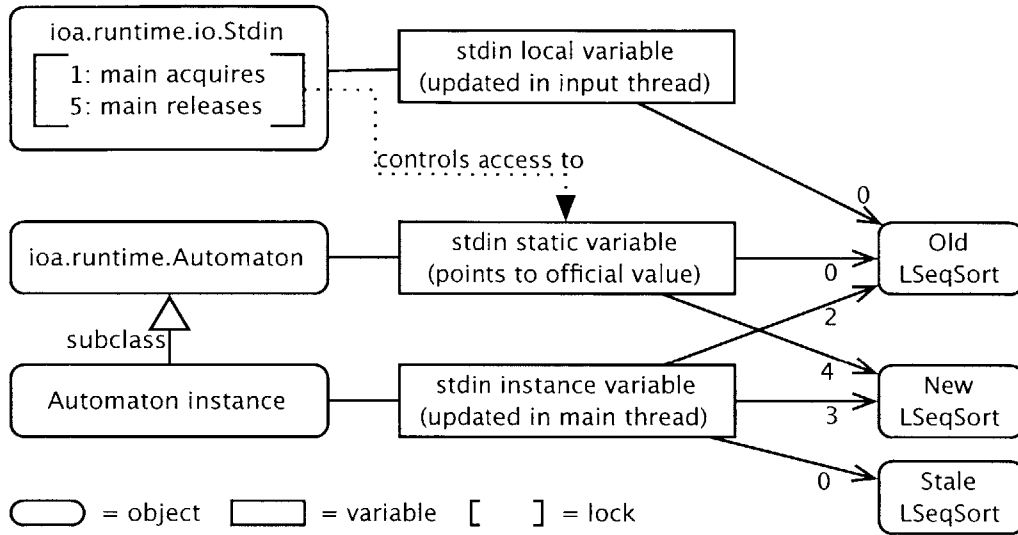 ioa.runtime.io.Stdin
1: main acquires
5: main releases
stdin local variable
(updated in input thread)
controls access to
0
ioa.runtime.Automaton
stdin static variable
(points to official value)
0
Old
LSeqSort
2
subclass
4
Automaton instance
stdin instance variable
(updated in main thread)
3
New
LSeqSort
0
Stale
LSeqSort
= object
= variable
[ ] = lock